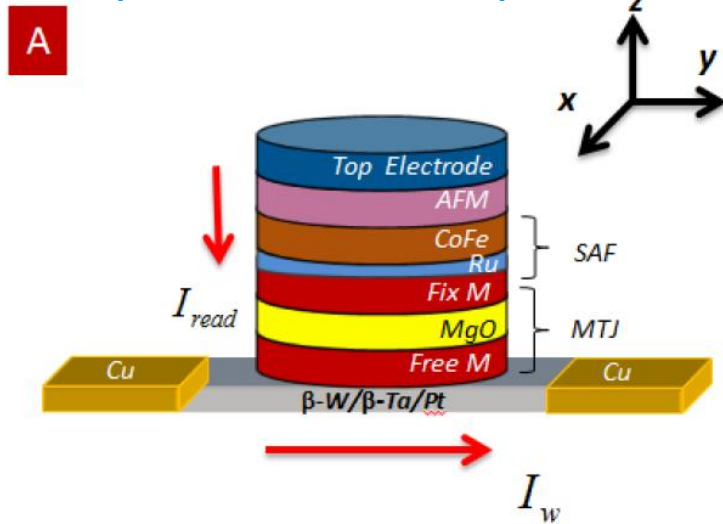 A
z
y
x
Top Electrode
AFM
CoFe
SAF
Ru
I_read
Fix M
MgO
MTJ
Free M
Cu
Cu
β-W/β-Ta/Pt
I_w